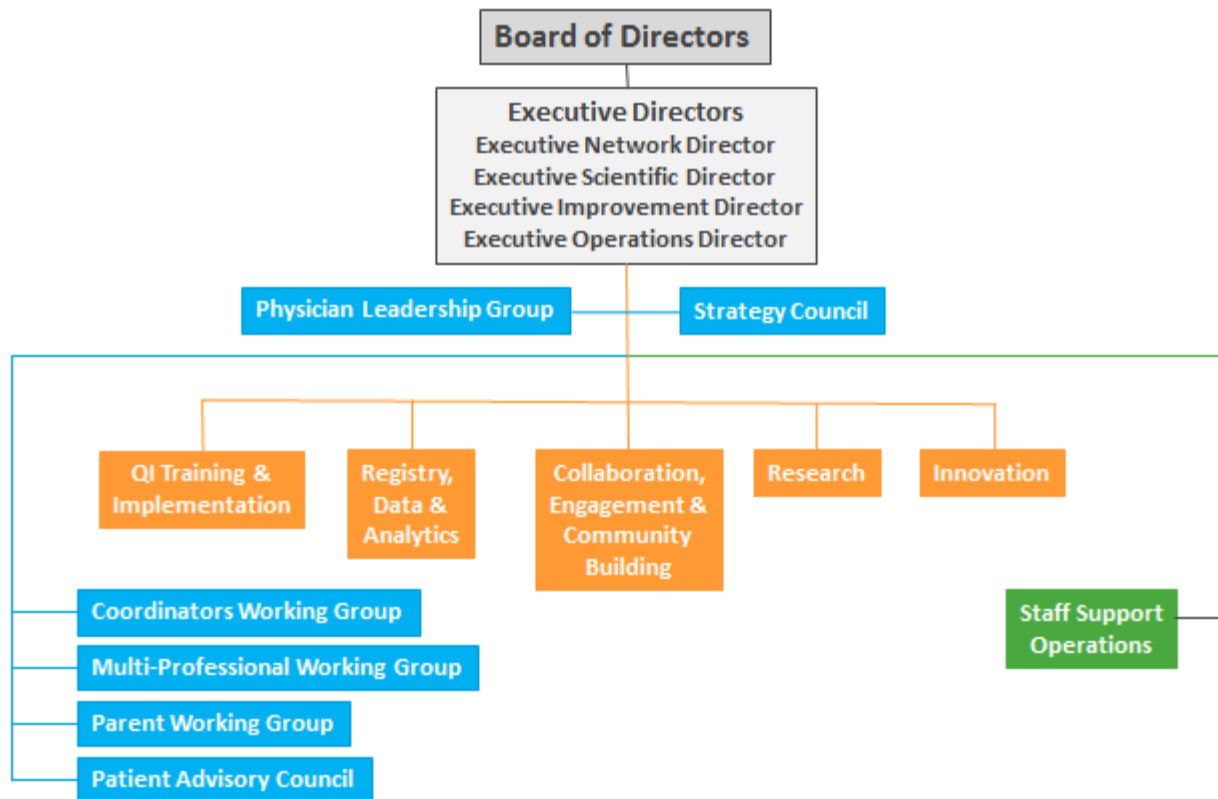 Board of Directors
Executive Directors
Executive Network Director
Executive Scientific Director
Executive Improvement Director
Executive Operations Director
Physician Leadership Group
Strategy Council
QI Training &
Implementation
Registry,
Data &
Analytics
Collaboration,
Engagement &
Community
Building
Research
Innovation
Coordinators Working Group
Multi-Professional Working Group
Parent Working Group
Patient Advisory Council
Staff Support
Operations